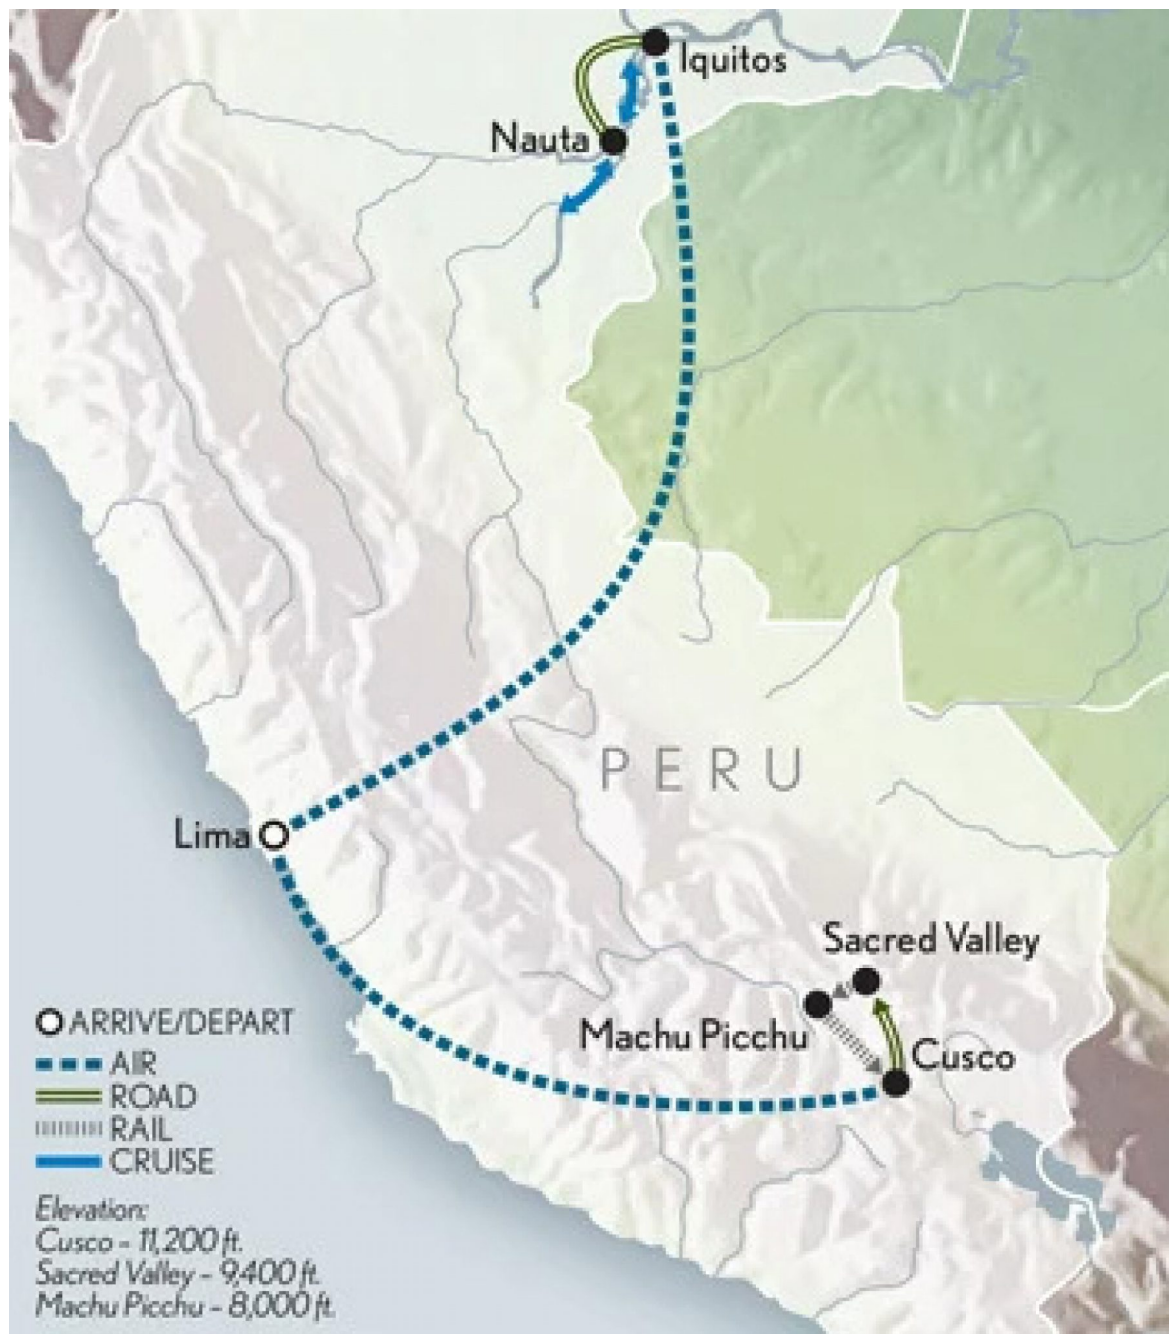 Iquitos
Nauta
PERU
Lima
Sacred Valley
Machu Picchu
Cusco
ARRIVE/DEPART
AIR
ROAD
RAIL
CRUISE
Elevation:
Cusco – 11,200 ft.
Sacred Valley – 9,400 ft.
Machu Picchu – 8,000 ft.